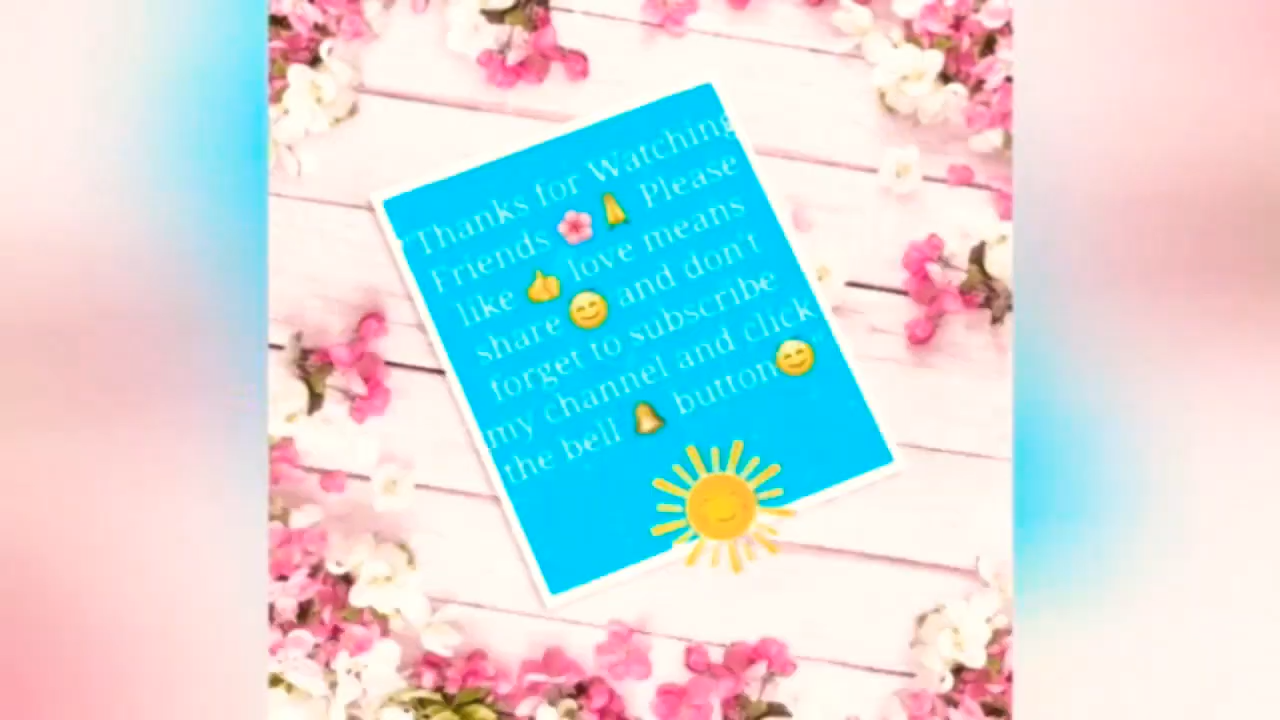 Thanks for Watching
Friends 🌸🔔 Please
like 👍 love means
share 😊 and don't
forget to subscribe
my channel and click
the bell 🔔 button😊